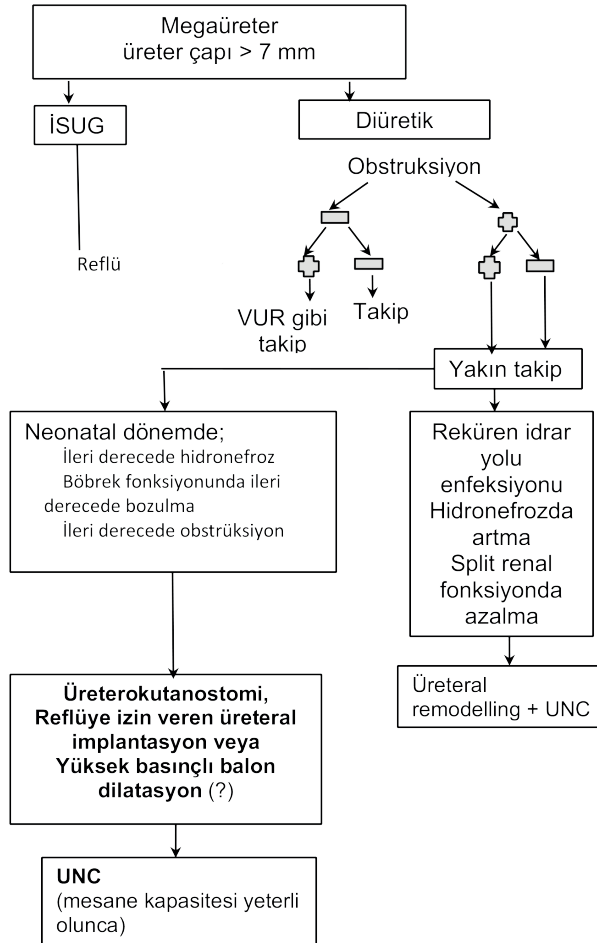 Megaüreter
üreter çapı > 7 mm
İSUG
Diüretik
Obstruksiyon
Reflü
VUR gibi
takip
Takip
Yakın takip
Neonatal dönemde;
İleri derecede hidronefroz
Böbrek fonksiyonunda ileri
derecede bozulma
İleri derecede obstrüksiyon
Reküren idrar
yolu
enfeksiyonu
Hidronefrozda
artma
Split renal
fonksiyonda
azalma
Üreterokutanostomi,
Reflüye izin veren üreteral
implantasyon veya
Yüksek basınçlı balon
dilatasyon (?)
Üreteral
remodelling + UNC
UNC
(mesane kapasitesi yeterli
olunca)